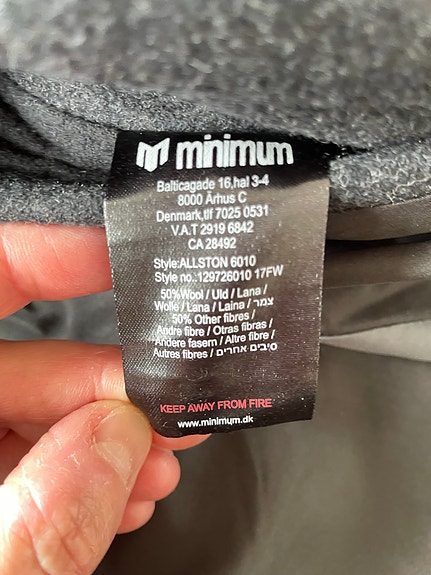 minimum
Balticagade 16,hal 3-4
8000 Århus C
Denmark,tlf 7025 0531
V.A.T 2919 6842
CA 28492
Style:ALLSTON 6010
Style no.:129726010 17FW
50%Wool / Uld / Lana /
Wolle / Lana / Laina / צמר
50% Other fibres /
Andre fibre / Otras fibras /
Andere fasern / Altre fibre /
Autres fibres / סיבים אחרים
KEEP AWAY FROM FIRE
www.minimum.dk